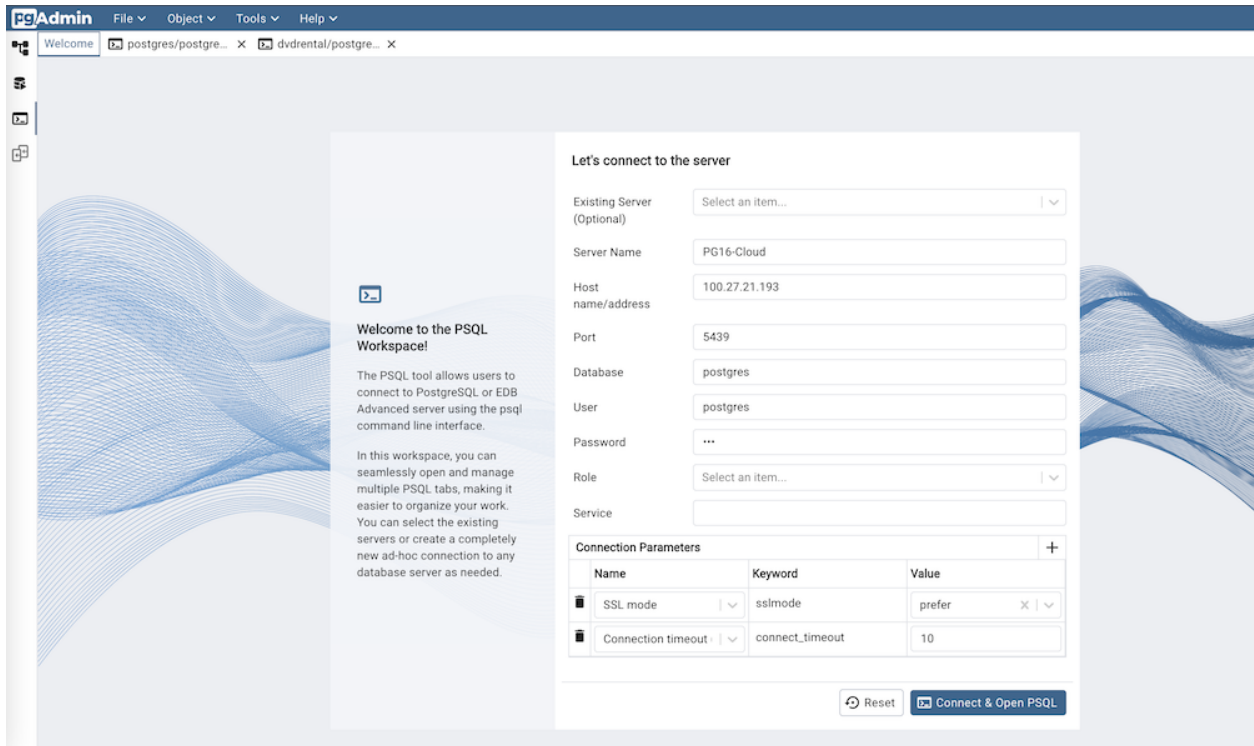 pgAdmin File Object Tools Help
Welcome postgres/postgre... dvdrental/postgre...
Let's connect to the server
Existing Server
(Optional)
Select an item...
Server Name
PG16-Cloud
Host
name/address
100.27.21.193
Port
5439
Database
postgres
User
postgres
Password
•••
Role
Select an item...
Service
Connection Parameters
Name Keyword Value
SSL mode sslmode prefer
Connection timeout connect_timeout 10
Reset Connect & Open PSQL
Welcome to the PSQL
Workspace!
The PSQL tool allows users to
connect to PostgreSQL or EDB
Advanced server using the psql
command line interface.
In this workspace, you can
seamlessly open and manage
multiple PSQL tabs, making it
easier to organize your work.
You can select the existing
servers or create a completely
new ad-hoc connection to any
database server as needed.